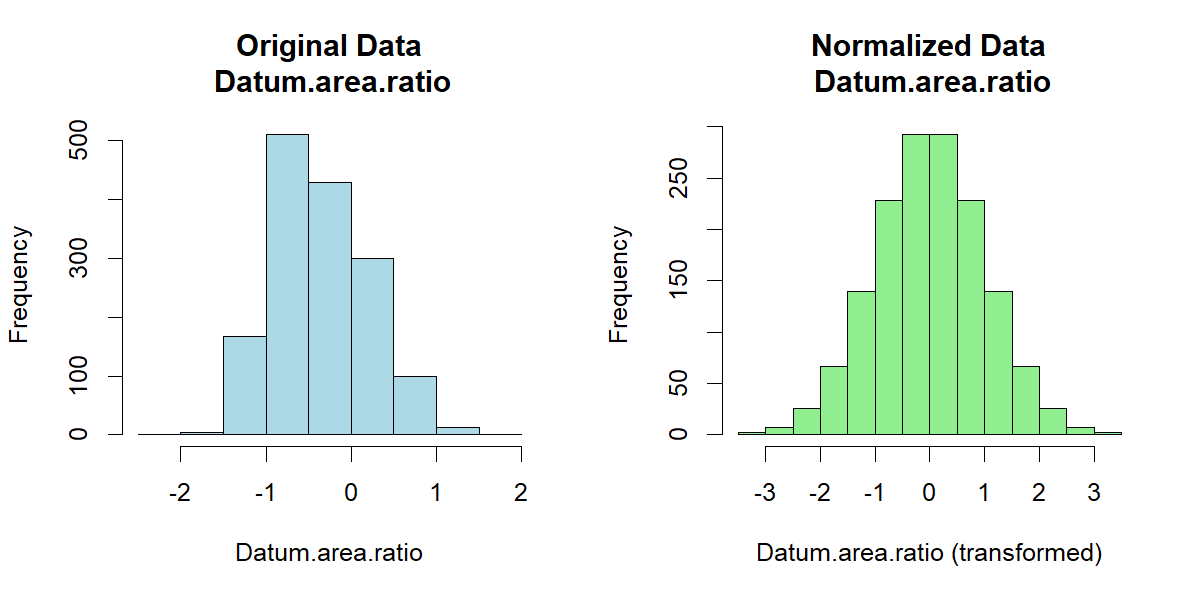 Original Data
Datum.area.ratio
Frequency
500
300
100
0
-2 -1 0 1 2
Datum.area.ratio
Normalized Data
Datum.area.ratio
Frequency
250
150
50
0
-3 -2 -1 0 1 2 3
Datum.area.ratio (transformed)